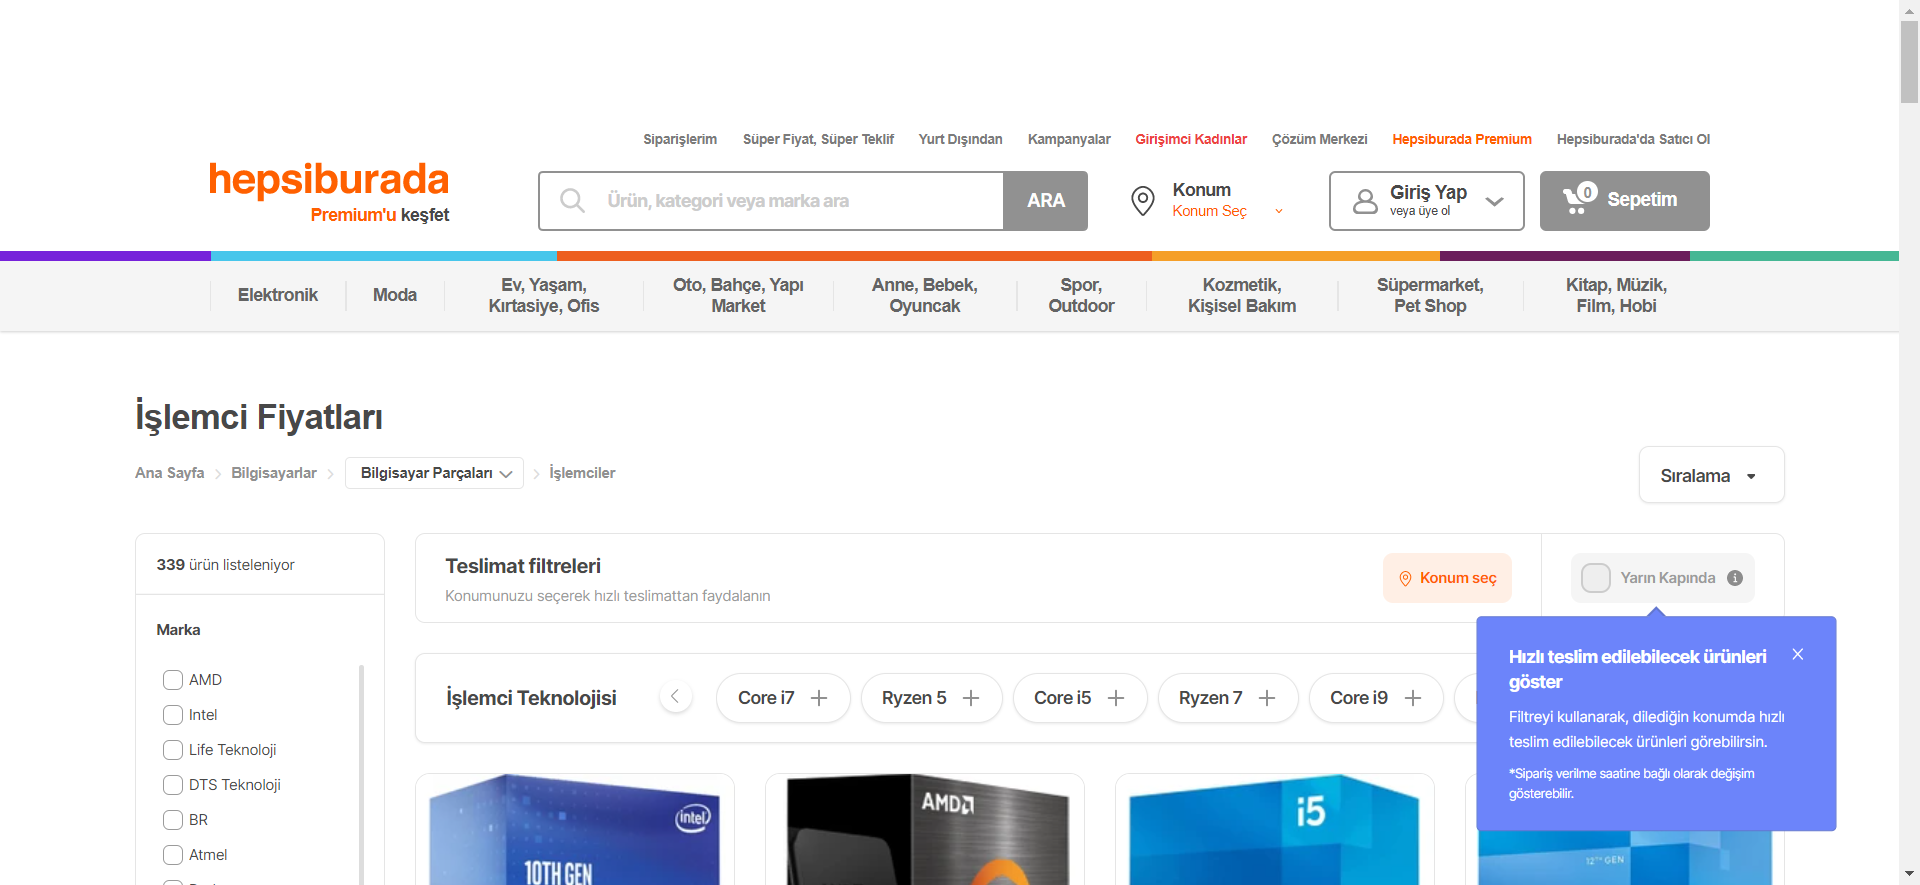 Siparişlerim
Süper Fiyat, Süper Teklif
Yurt Dışından
Kampanyalar
Girişimci Kadınlar
Çözüm Merkezi
Hepsiburada Premium
Hepsiburada'da Satıcı Ol
hepsiburada
Premium'u keşfet
Ürün, kategori veya marka ara
ARA
Konum
Konum Seç
Giriş Yap
veya üye ol
0
Sepetim
Elektronik
Moda
Ev, Yaşam,
Kırtasiye, Ofis
Oto, Bahçe, Yapı
Market
Anne, Bebek,
Oyuncak
Spor,
Outdoor
Kozmetik,
Kişisel Bakım
Süpermarket,
Pet Shop
Kitap, Müzik,
Film, Hobi
İşlemci Fiyatları
Ana Sayfa
Bilgisayarlar
Bilgisayar Parçaları
İşlemciler
Sıralama
339 ürün listeleniyor
Marka
AMD
Intel
Life Teknoloji
DTS Teknoloji
BR
Atmel
Teslimat filtreleri
Konumunuzu seçerek hızlı teslimattan faydalanın
Konum seç
Yarın Kapında
Hızlı teslim edilebilecek ürünleri
göster
Filtreyi kullanarak, dilediğin konumda hızlı
teslim edilebilecek ürünleri görebilirsin.
*Sipariş verilme saatine bağlı olarak değişim
gösterebilir.
İşlemci Teknolojisi
Core i7
Ryzen 5
Core i5
Ryzen 7
Core i9
intel
10TH GEN
AMD
i5
12TH GEN